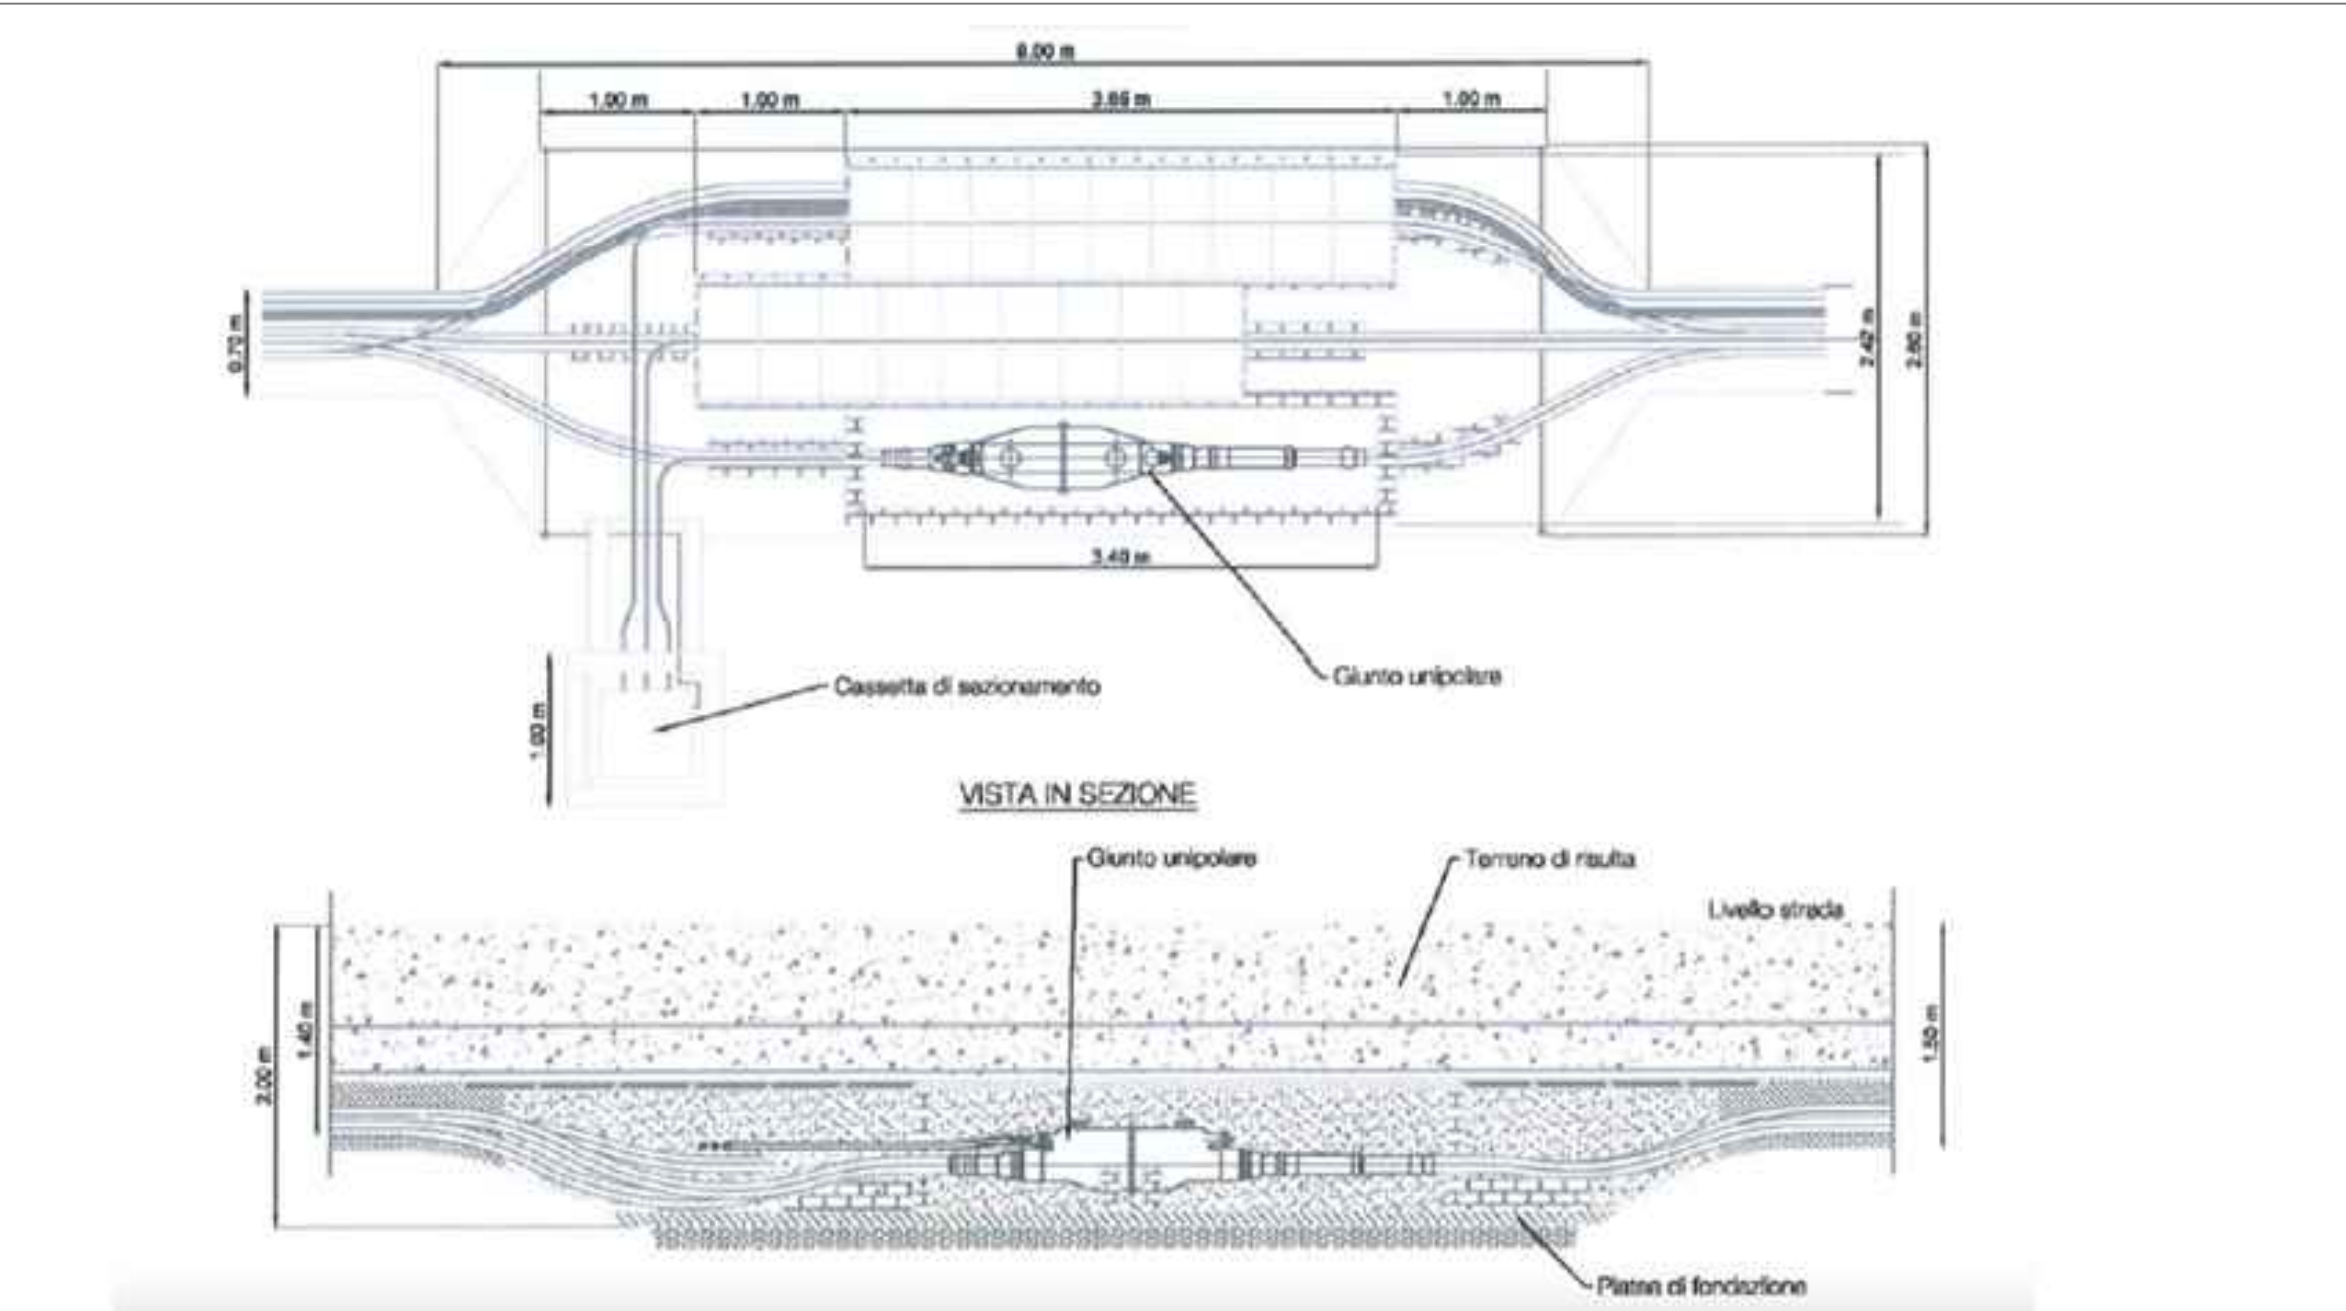 8.00 m
1.00 m
1.00 m
3.66 m
1.00 m
0.70 m
2.42 m
2.60 m
3.40 m
Giunto unipolare
Cassetta di sezionamento
1.00 m
VISTA IN SEZIONE
Giunto unipolare
Terreno di risulta
Livello strada
1.40 m
2.00 m
1.50 m
Platea di fondazione